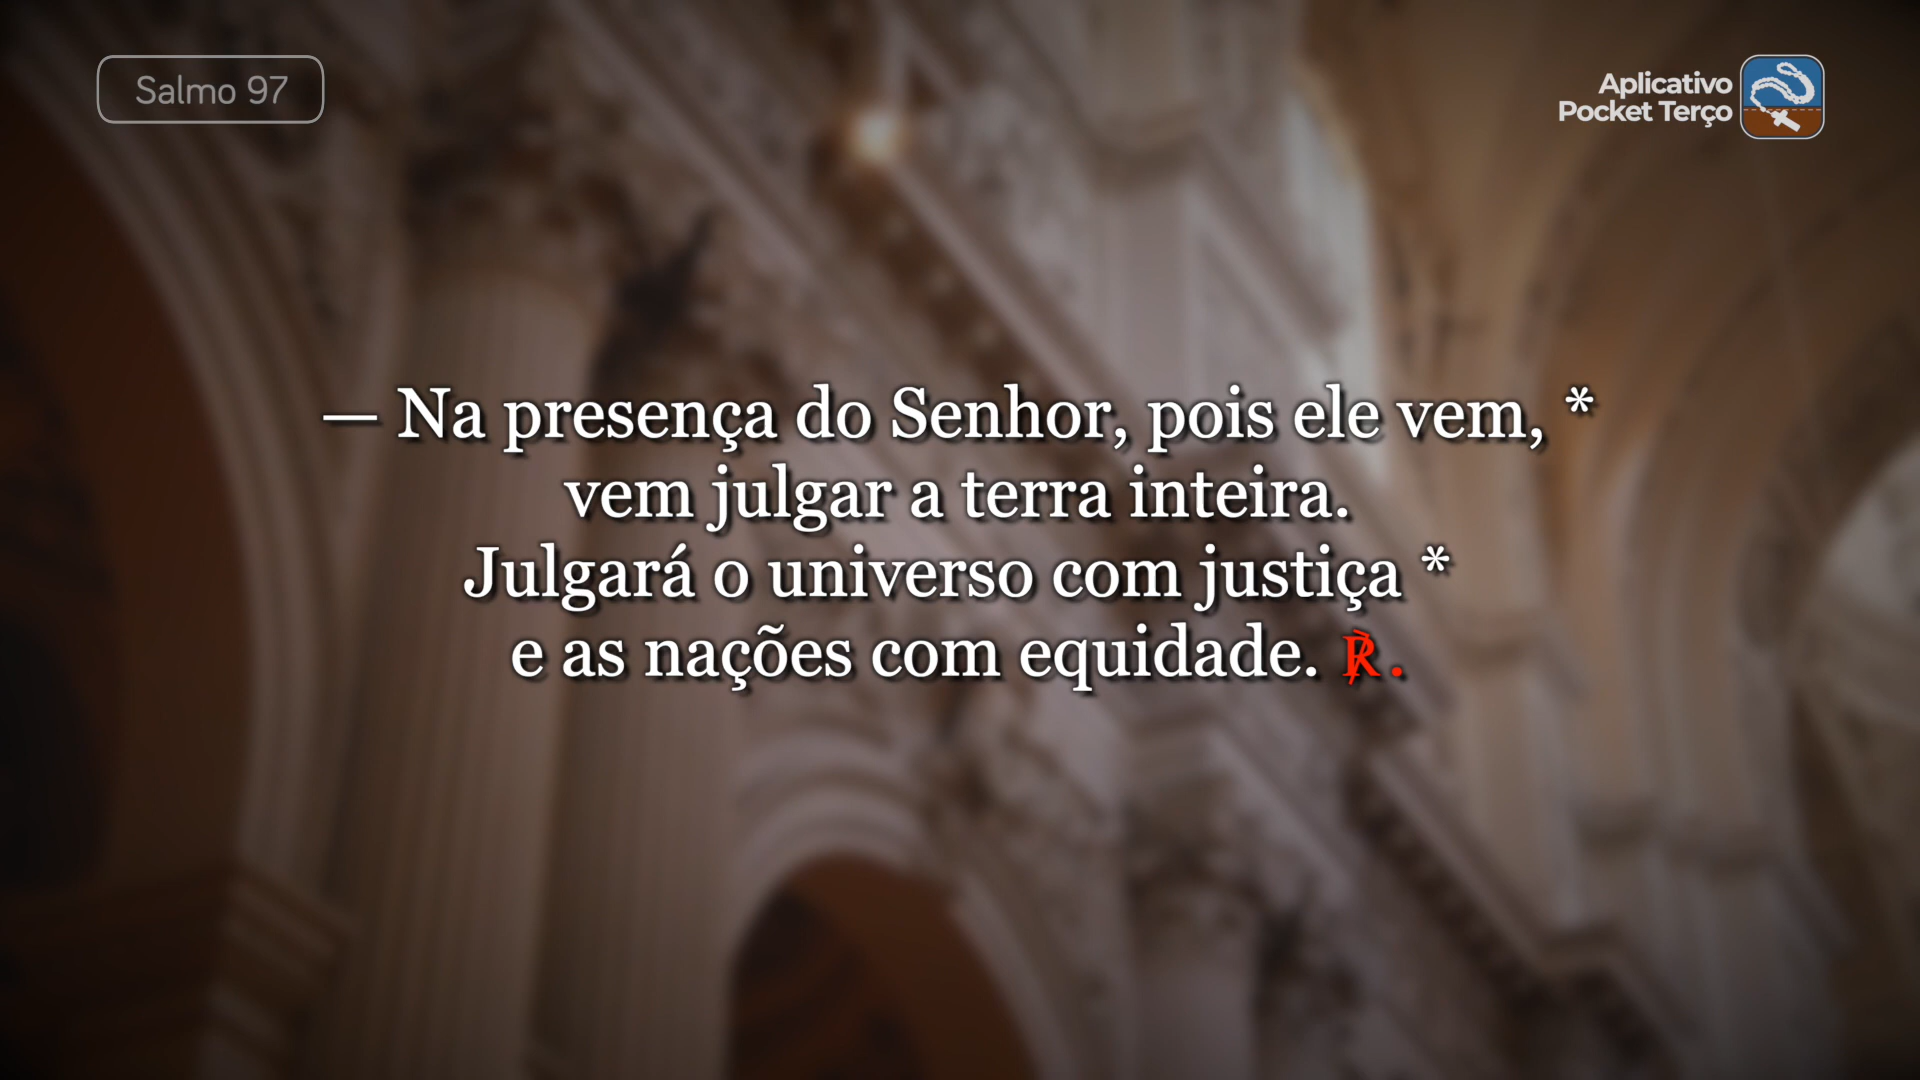 Salmo 97
Aplicativo
Pocket Terço
— Na presença do Senhor, pois ele vem, *
vem julgar a terra inteira.
Julgará o universo com justiça *
e as nações com equidade. ℟.